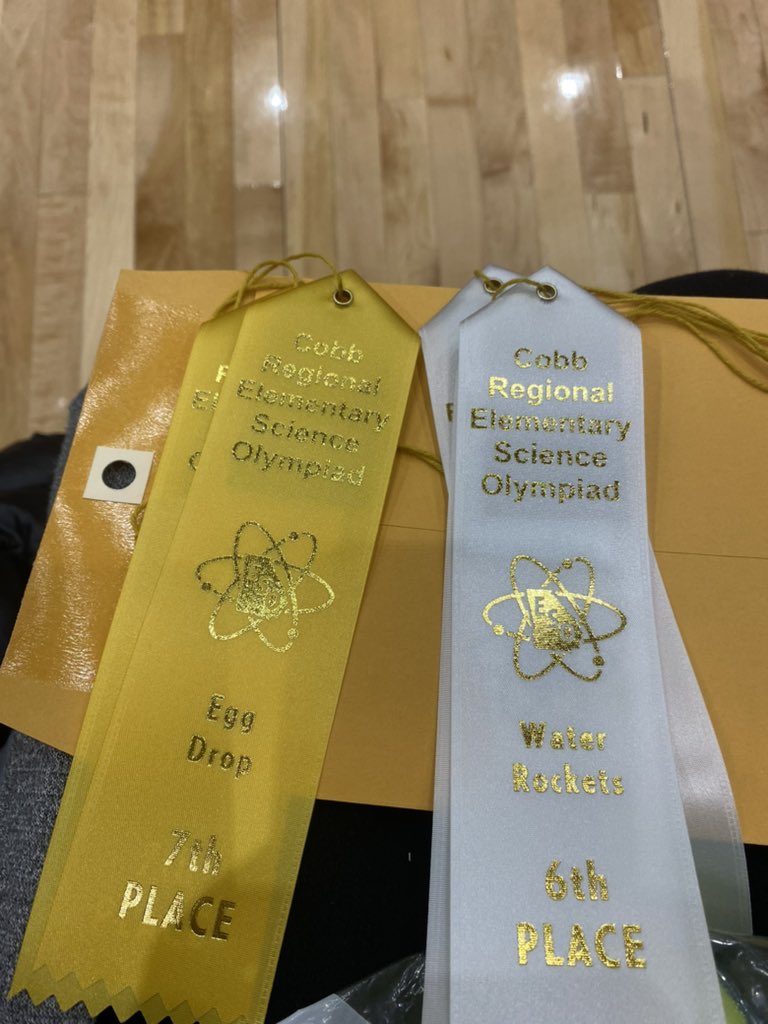 Cobb
Regional
Elementary
Science
Olympiad
Egg
Drop
7th
PLACE
Cobb
Regional
Elementary
Science
Olympiad
Water
Rockets
6th
PLACE